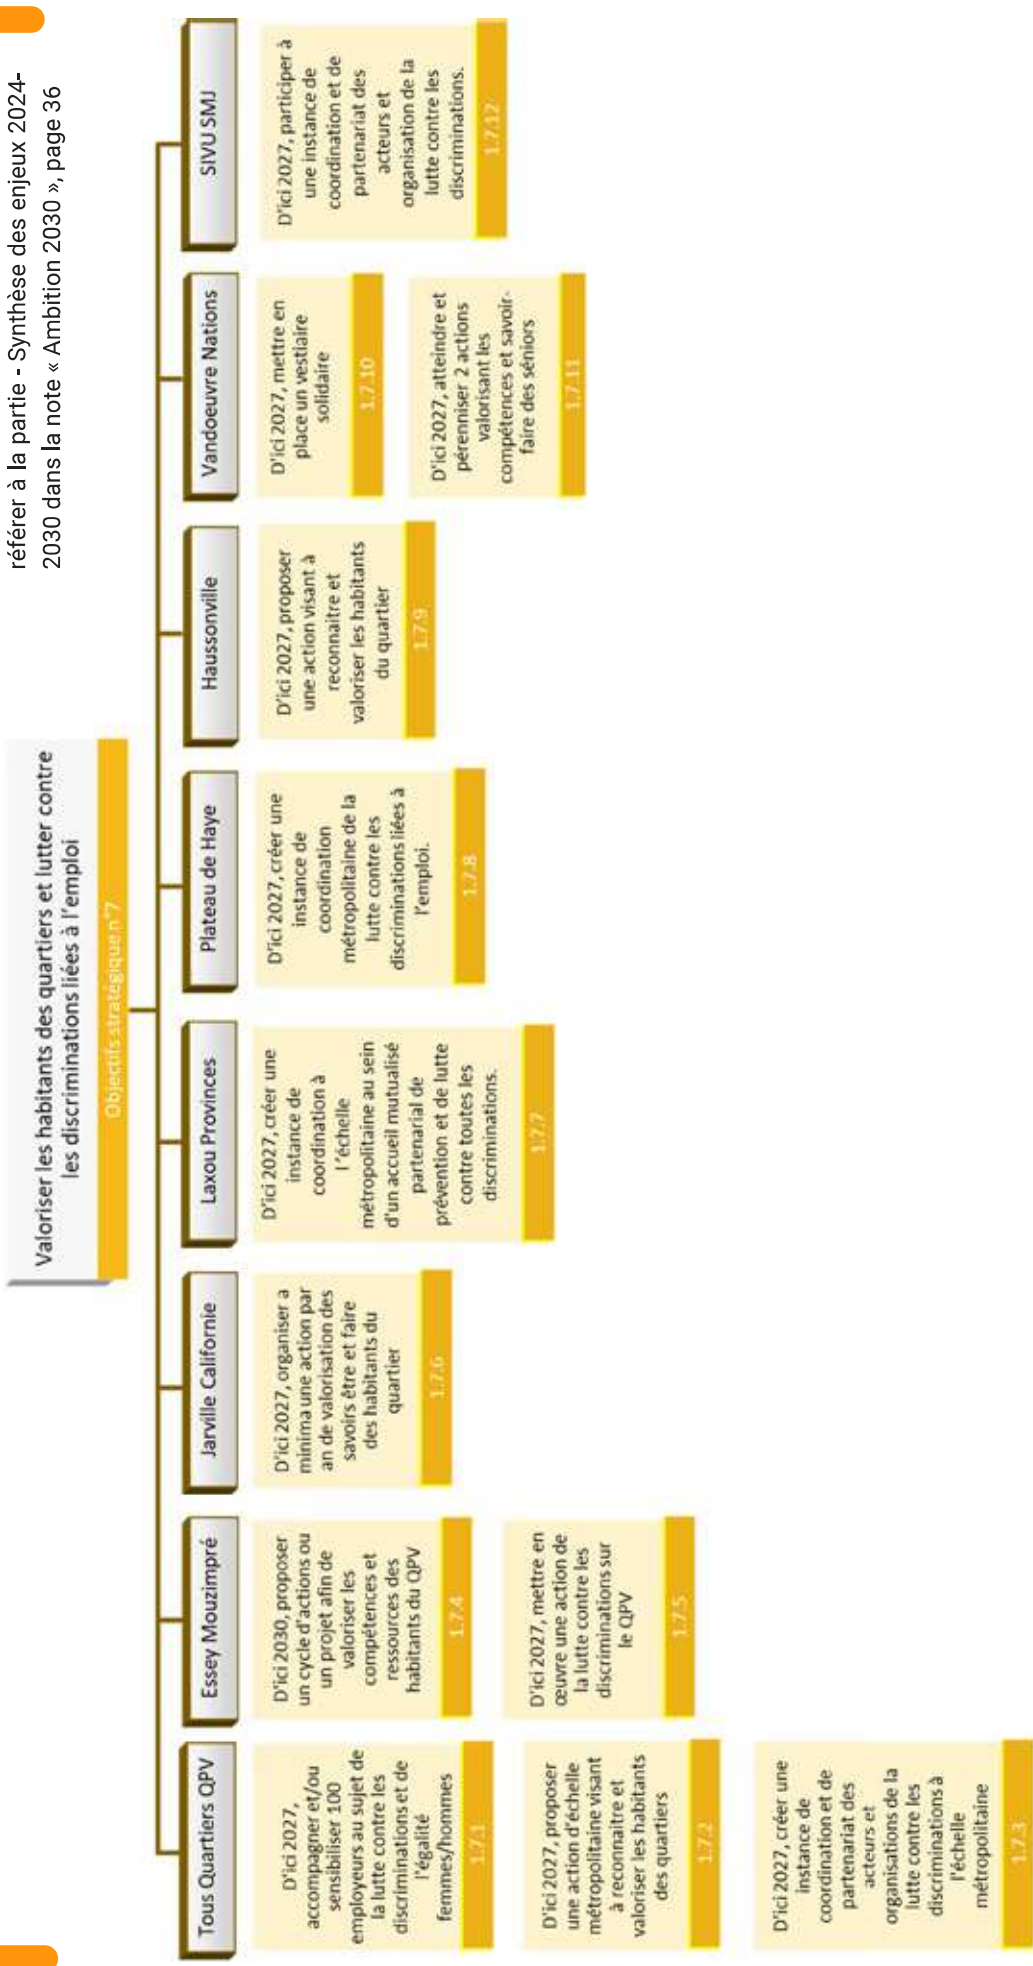 référer à la partie - Synthèse des enjeux 2024-
2030 dans la note « Ambition 2030 », page 36
Valoriser les habitants des quartiers et lutter contre
les discriminations liées à l'emploi
Objectifs stratégique n°7
Tous Quartiers QPV
D'ici 2027,
accompagner et/ou
sensibiliser 100
employeurs au sujet de
la lutte contre les
discriminations et de
l'égalité
femmes/hommes
1.7.1
D'ici 2027, proposer
une action d'échelle
métropolitaine visant
à reconnaitre et
valoriser les habitants
des quartiers
1.7.2
D'ici 2027, créer une
instance de
coordination et de
partenariat des
acteurs et
organisations de la
lutte contre les
discriminations à
l'échelle
métropolitaine
1.7.3
Essey Mouzimpré
D'ici 2030, proposer
un cycle d'actions ou
un projet afin de
valoriser les
compétences et
ressources des
habitants du QPV
1.7.4
D'ici 2027, mettre en
œuvre une action de
la lutte contre les
discriminations sur
le QPV
1.7.5
Jarville Californie
D'ici 2027, organiser a
minima une action par
an de valorisation des
savoirs être et faire
des habitants du
quartier
1.7.6
Laxou Provinces
D'ici 2027, créer une
instance de
coordination à
l'échelle
métropolitaine au sein
d'un accueil mutualisé
partenarial de
prévention et de lutte
contre toutes les
discriminations.
1.7.7
Plateau de Haye
D'ici 2027, créer une
instance de
coordination
métropolitaine de la
lutte contre les
discriminations liées à
l'emploi.
1.7.8
Haussonville
D'ici 2027, proposer
une action visant à
reconnaitre et
valoriser les habitants
du quartier
1.7.9
Vandoeuvre Nations
D'ici 2027, mettre en
place un vestiaire
solidaire
1.7.10
D'ici 2027, atteindre et
pérenniser 2 actions
valorisant les
compétences et savoir-
faire des séniors
1.7.11
SIVU SMJ
D'ici 2027, participer à
une instance de
coordination et de
partenariat des
acteurs et
organisation de la
lutte contre les
discriminations.
1.7.12